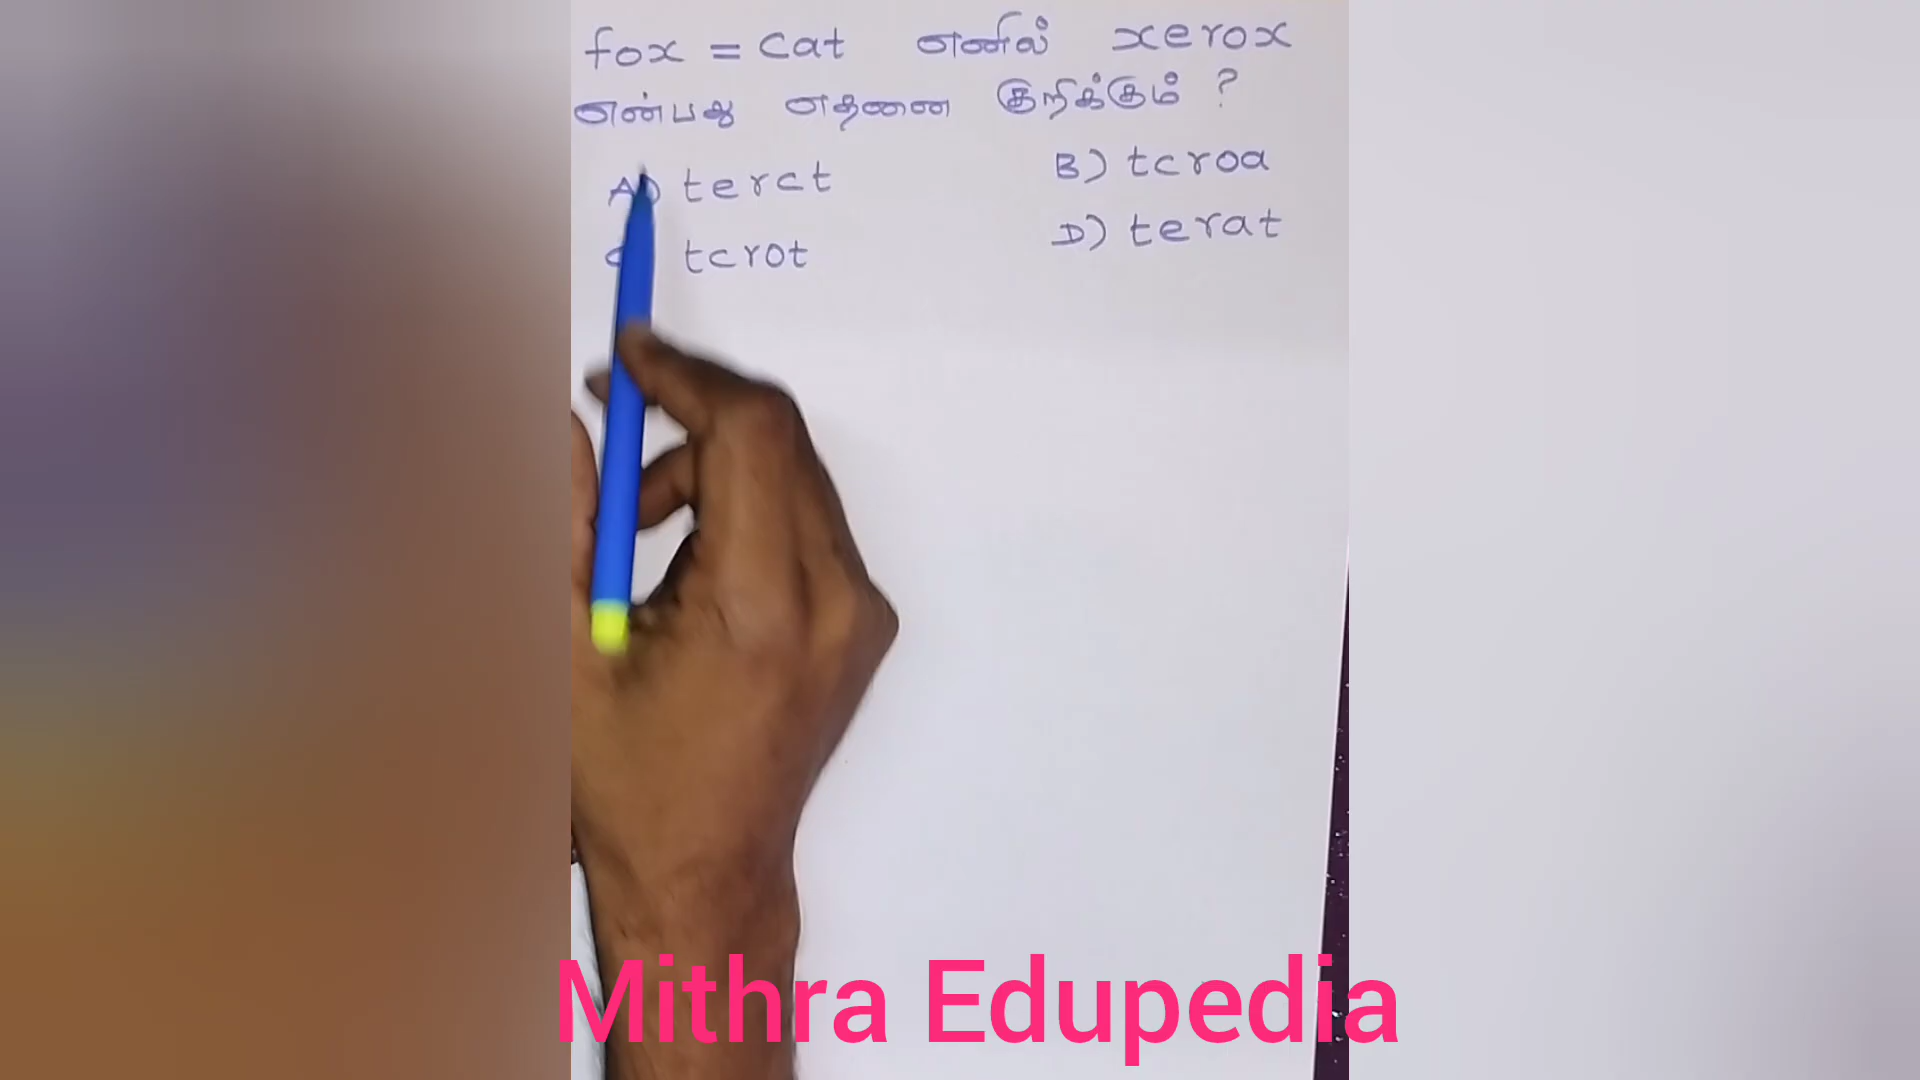 fox = cat எனில் xerox
என்பது எதனை குறிக்கும் ?
A) terct B) tcroa
tcrot D) terat
Mithra Edupedia